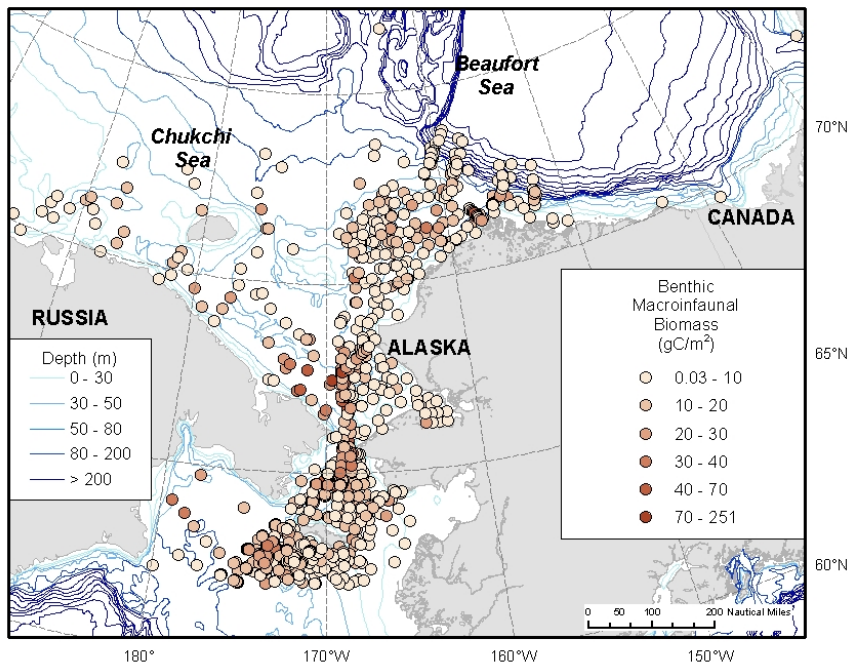 Beaufort
Sea
Chukchi
Sea
70°N
CANADA
RUSSIA
ALASKA
65°N
Depth (m)
0 - 30
30 - 50
50 - 80
80 - 200
> 200
Benthic
Macroinfaunal
Biomass
(gC/m²)
0.03 - 10
10 - 20
20 - 30
30 - 40
40 - 70
70 - 251
60°N
0 50 100 200 Nautical Miles
180° 170°W 160°W 150°W